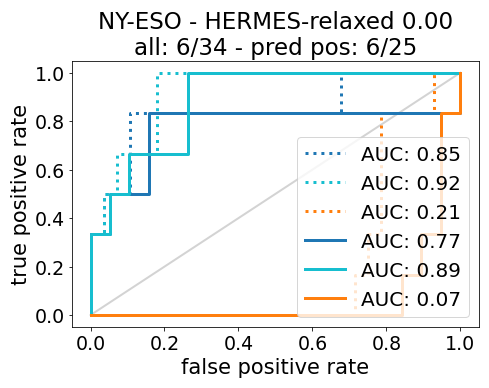 NY-ESO - HERMES-relaxed 0.00
all: 6/34 - pred pos: 6/25
true positive rate
1.0
0.8
0.6
0.4
0.2
0.0
AUC: 0.85
AUC: 0.92
AUC: 0.21
AUC: 0.77
AUC: 0.89
AUC: 0.07
0.0 0.2 0.4 0.6 0.8 1.0
false positive rate